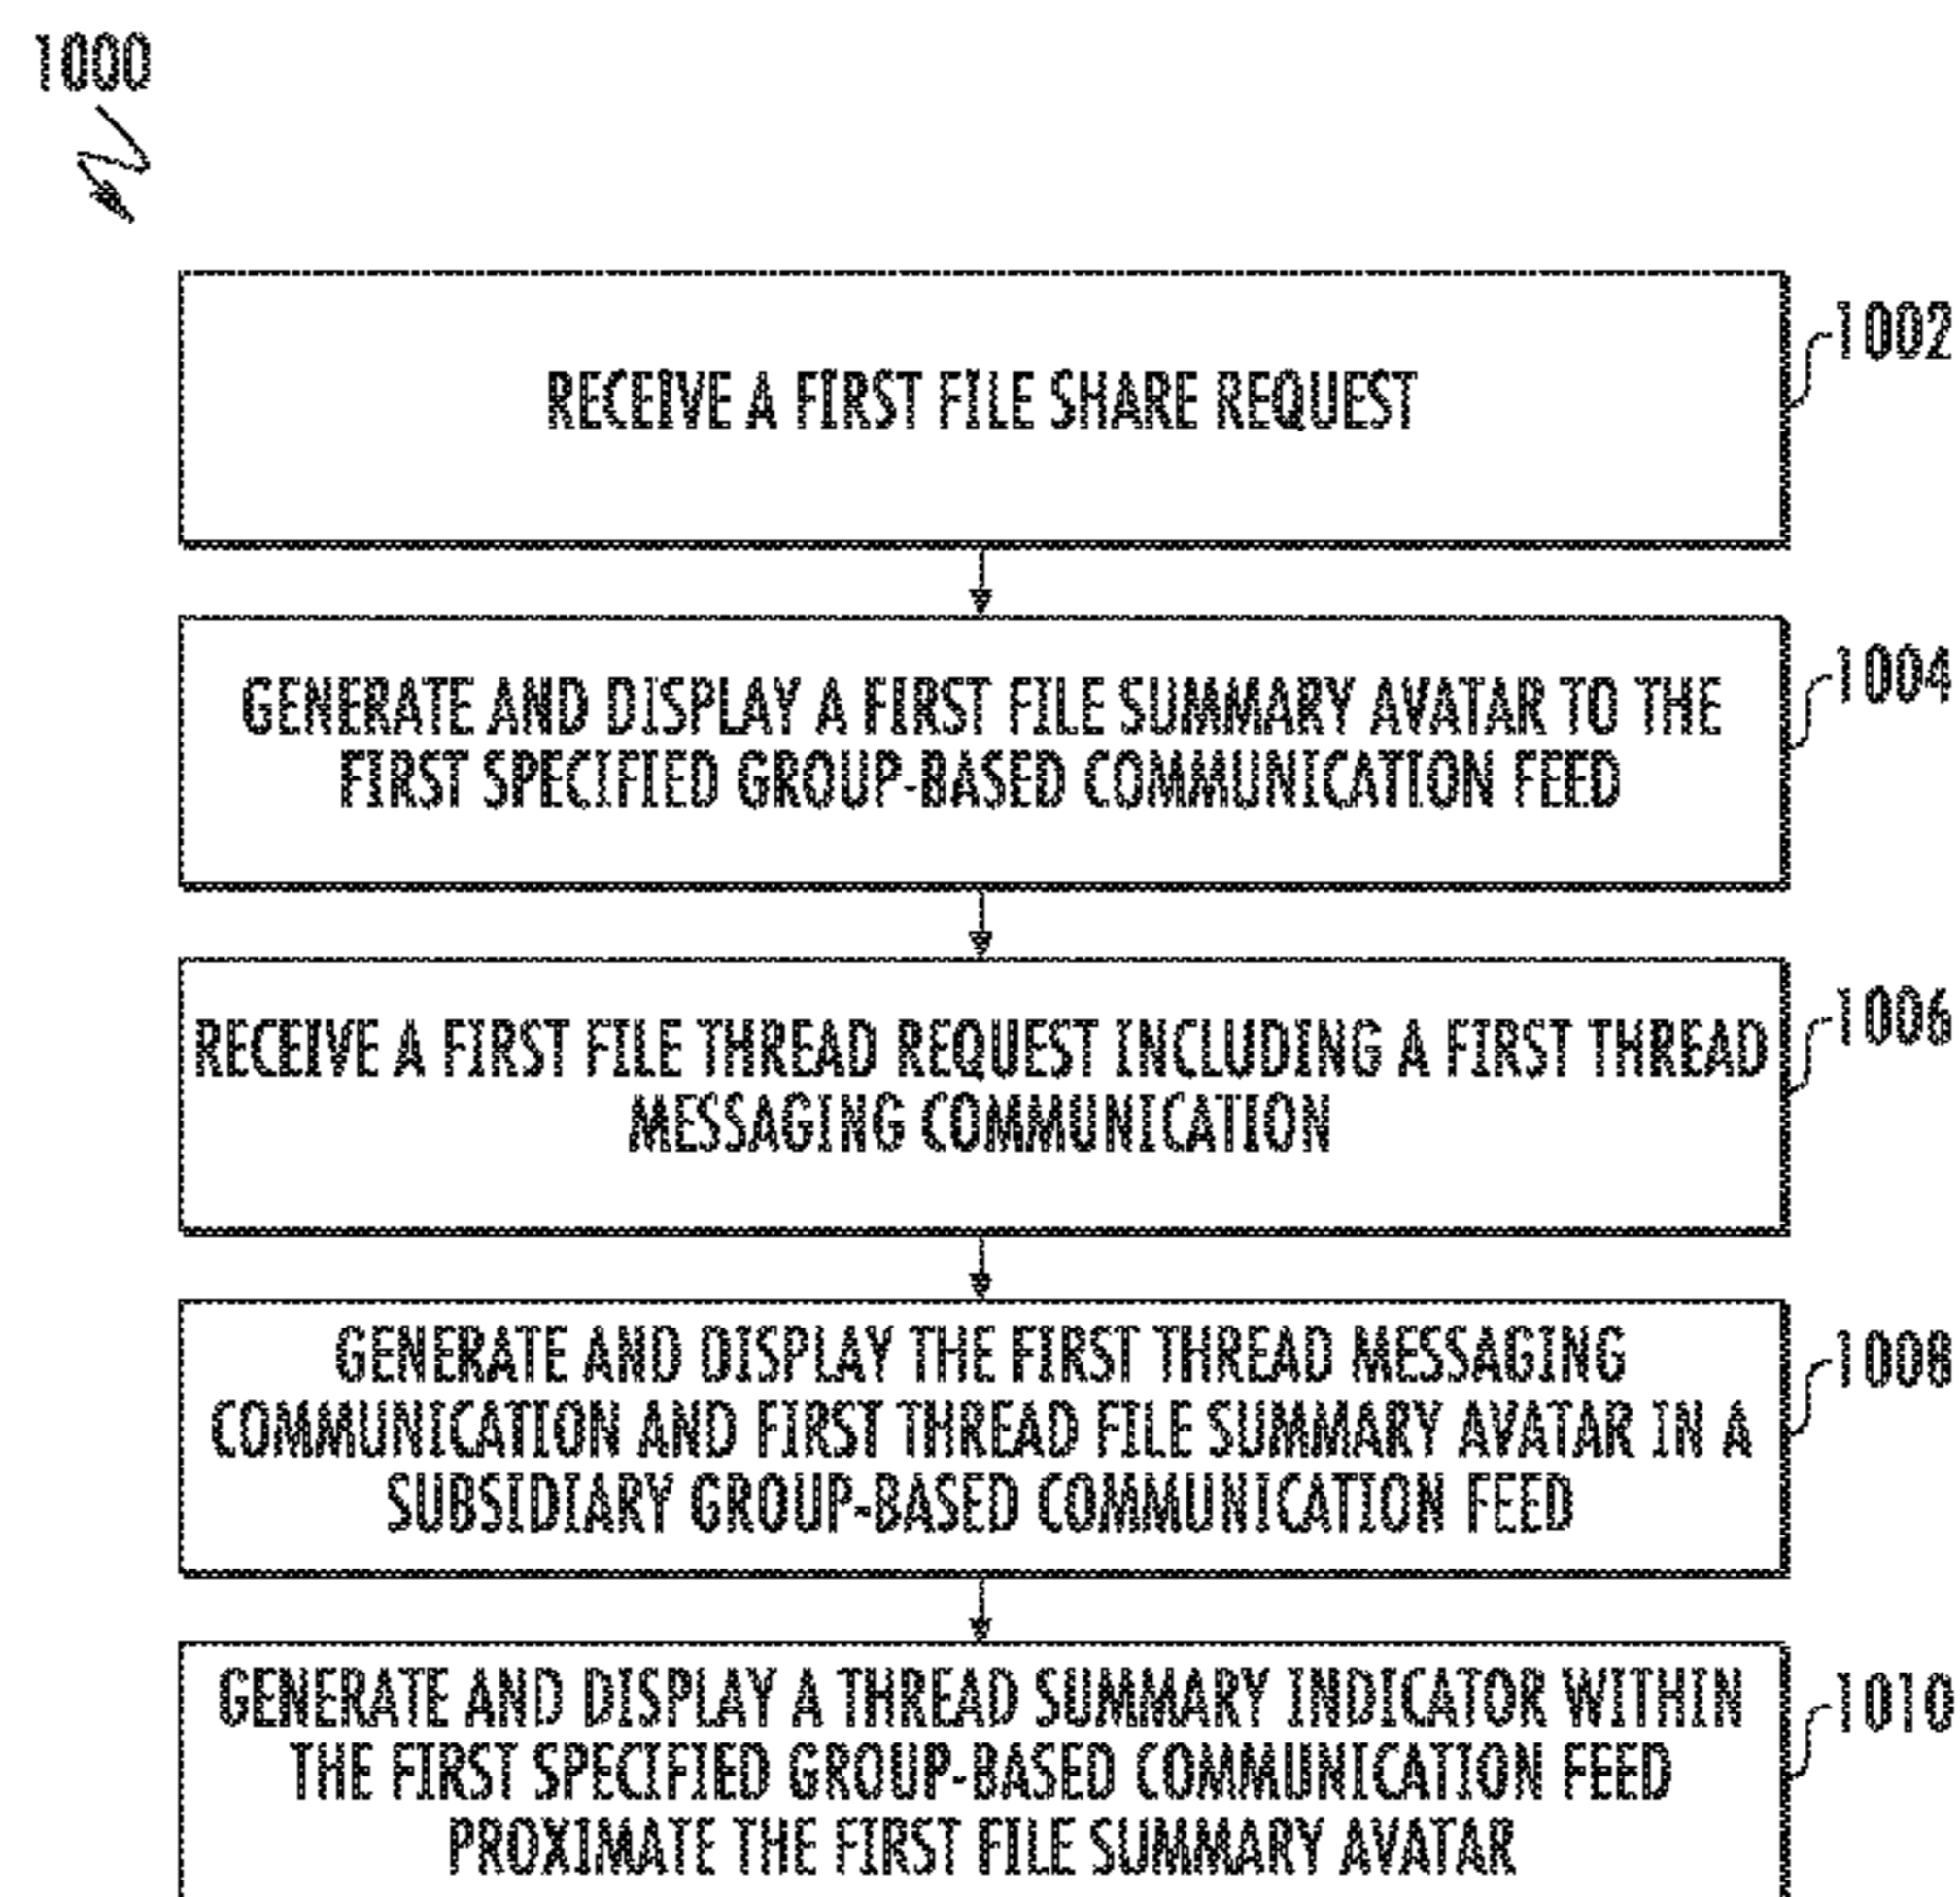 1000
RECEIVE A FIRST FILE SHARE REQUEST
1002
GENERATE AND DISPLAY A FIRST FILE SUMMARY AVATAR TO THE
FIRST SPECIFIED GROUP-BASED COMMUNICATION FEED
1004
RECEIVE A FIRST FILE THREAD REQUEST INCLUDING A FIRST THREAD
MESSAGING COMMUNICATION
1006
GENERATE AND DISPLAY THE FIRST THREAD MESSAGING
COMMUNICATION AND FIRST THREAD FILE SUMMARY AVATAR IN A
SUBSIDIARY GROUP-BASED COMMUNICATION FEED
1008
GENERATE AND DISPLAY A THREAD SUMMARY INDICATOR WITHIN
THE FIRST SPECIFIED GROUP-BASED COMMUNICATION FEED
PROXIMATE THE FIRST FILE SUMMARY AVATAR
1010